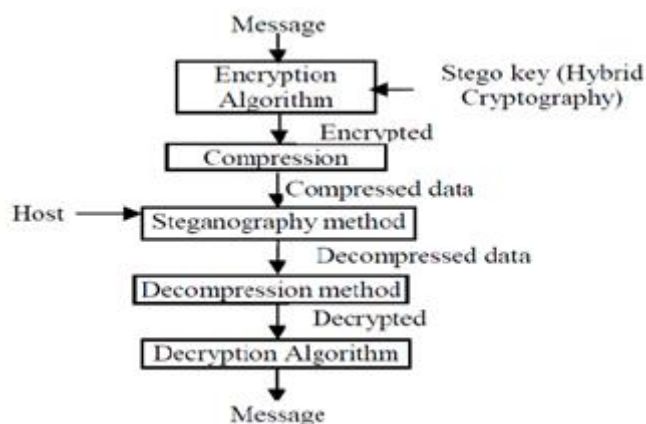 Message
Encryption
Algorithm
Stego key (Hybrid
Cryptography)
Encrypted
Compression
Compressed data
Host
Steganography method
Decompressed data
Decompression method
Decrypted
Decryption Algorithm
Message